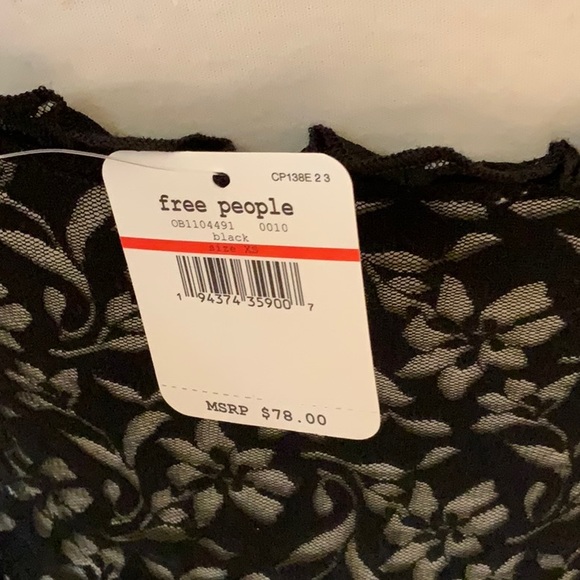 CP138E 2 3
free people
OB1104491 0010
black
size XS
1 94374 35900 7
MSRP $78.00